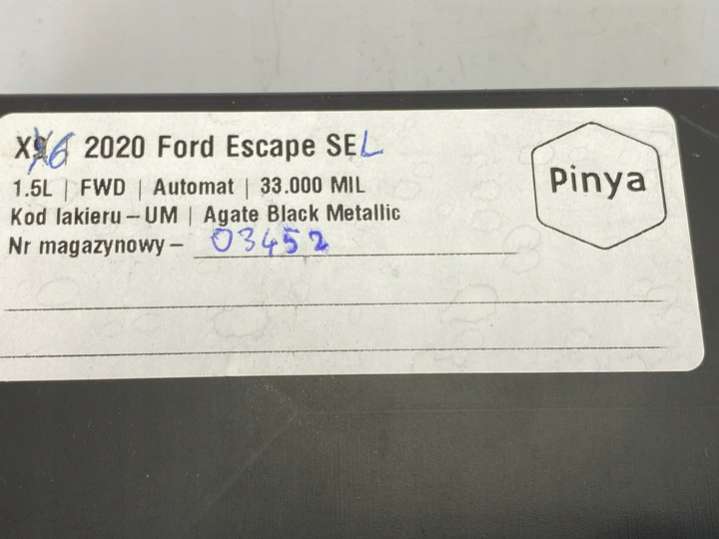 X6 2020 Ford Escape SEL
1.5L | FWD | Automat | 33.000 MIL
Kod lakieru – UM | Agate Black Metallic
Nr magazynowy – 03452
Pinya